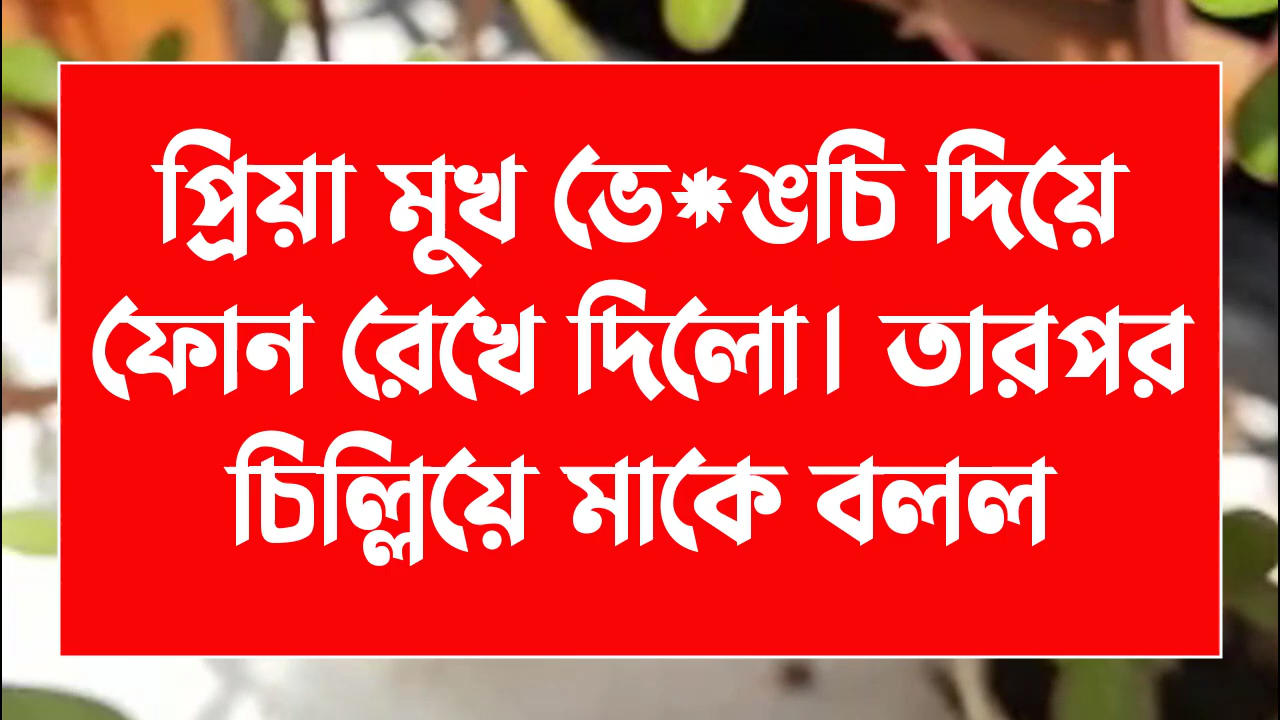 প্রিয়া মুখ ভে*ঙচি দিয়ে
ফোন রেখে দিলো। তারপর
চিল্লিয়ে মাকে বলল